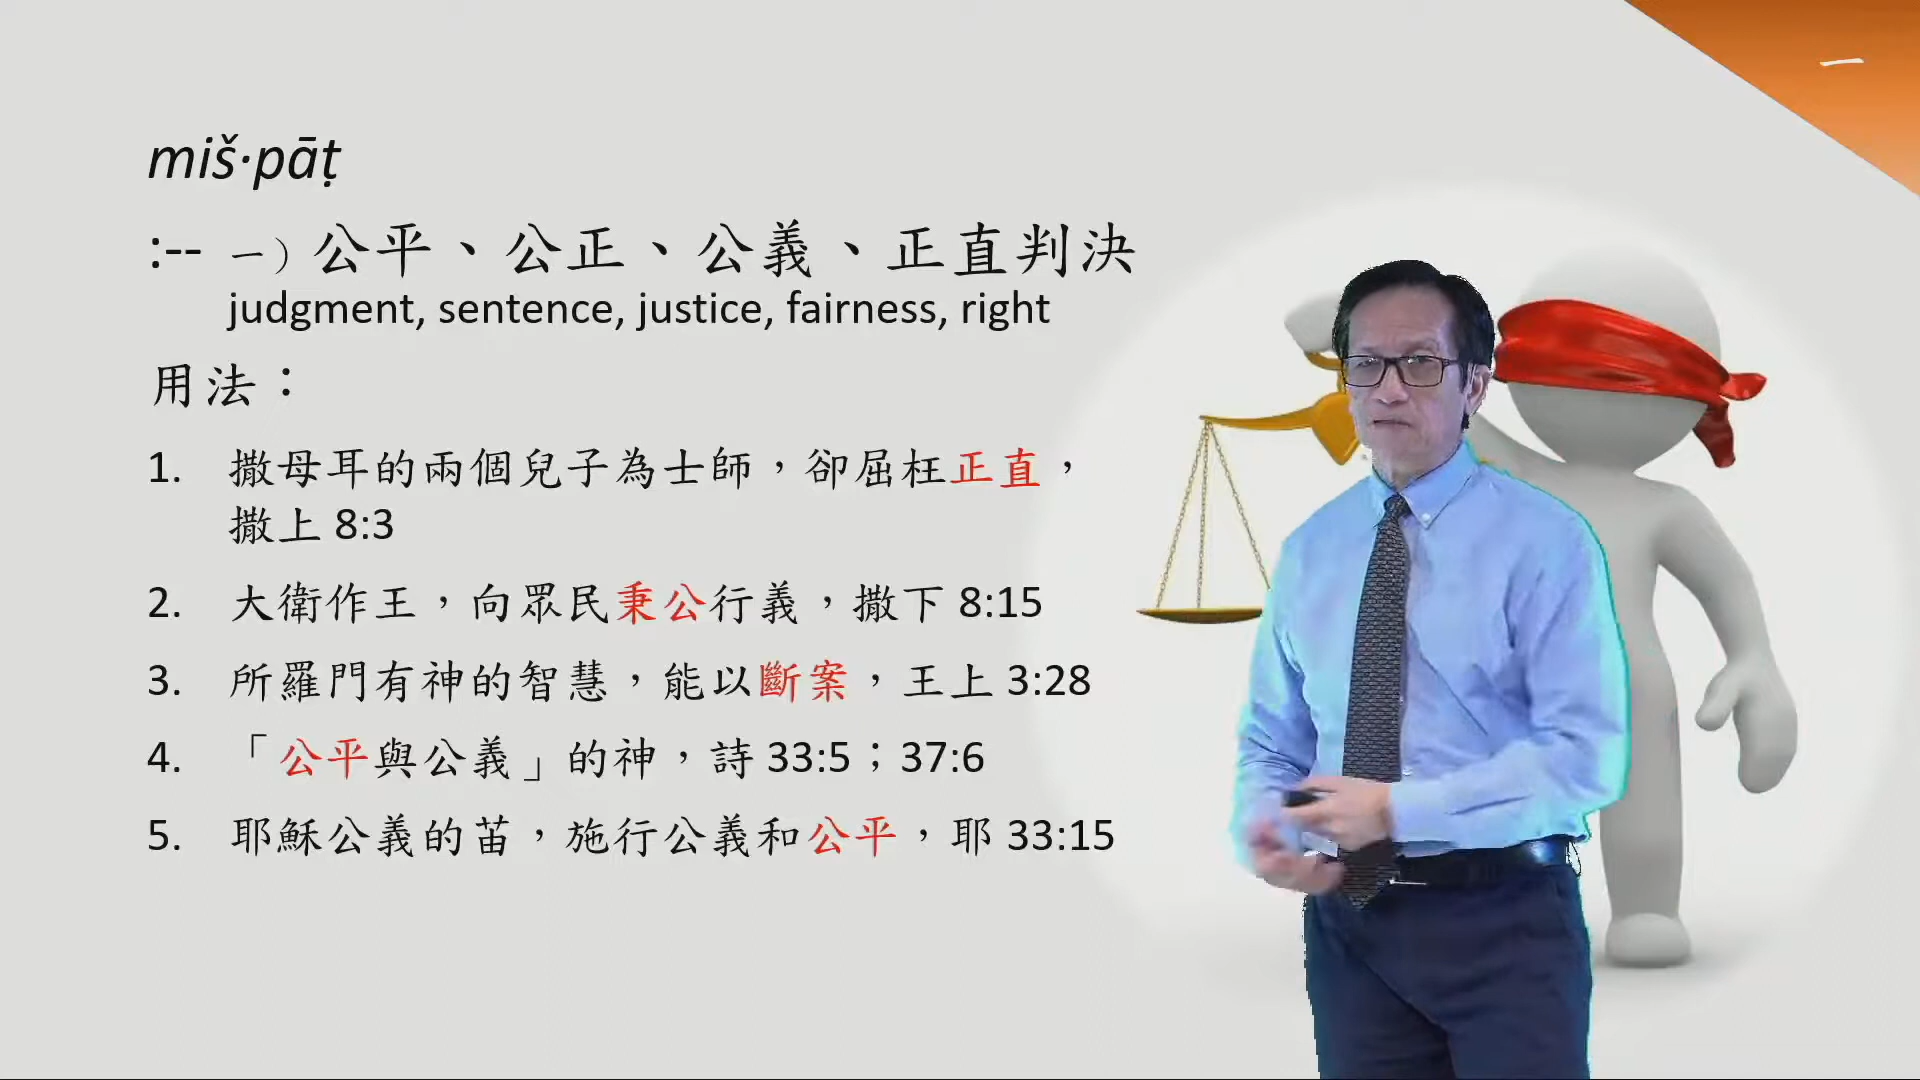 一
miš·pāṭ
:-- 一) 公平、公正、公義、正直判決
judgment, sentence, justice, fairness, right
用法：
1. 撒母耳的兩個兒子為士師，卻屈枉正直，
撒上 8:3
2. 大衛作王，向眾民秉公行義，撒下 8:15
3. 所羅門有神的智慧，能以斷案，王上 3:28
4. 「公平與公義」的神，詩 33:5；37:6
5. 耶穌公義的苗，施行公義和公平，耶 33:15